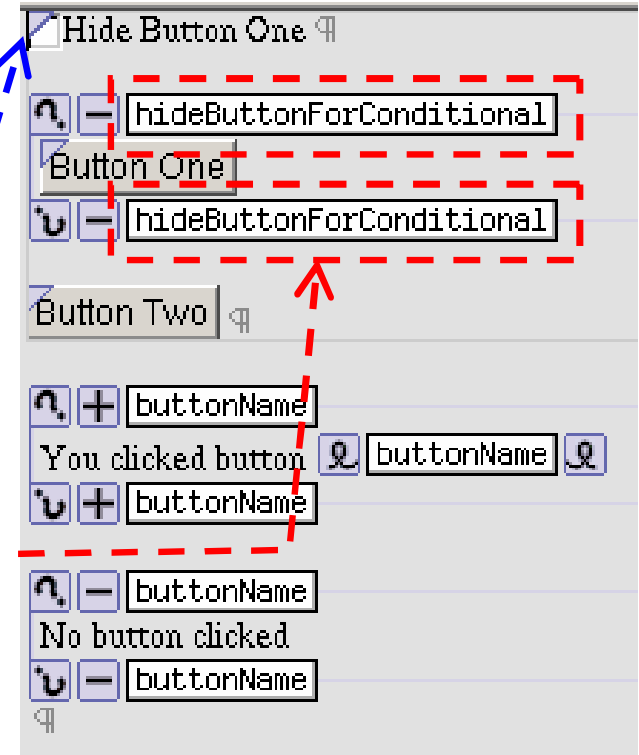 Hide Button One ¶
? − hideButtonForConditional
Button One
? − hideButtonForConditional
Button Two ¶
? + buttonName
You clicked button buttonName
? + buttonName
? − buttonName
No button clicked
? − buttonName
¶